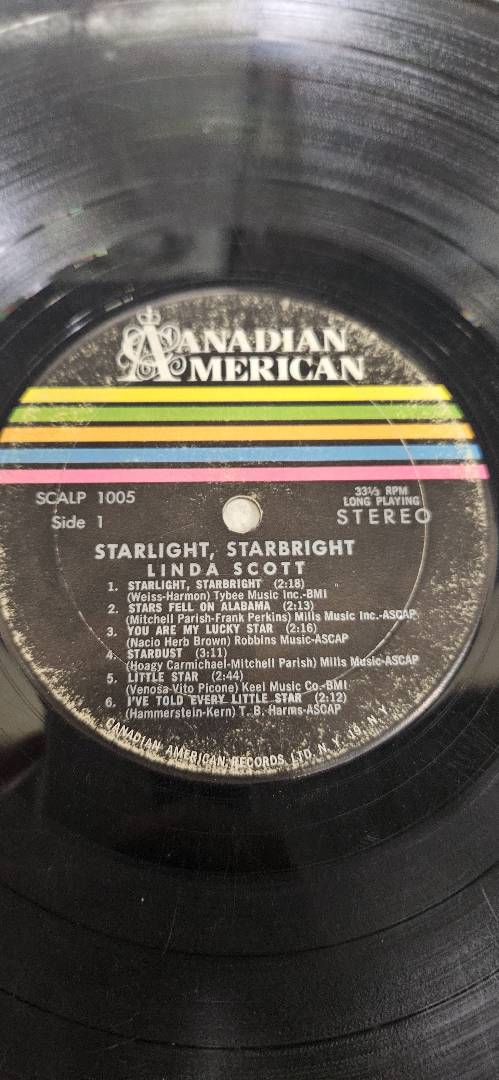 CANADIAN
AMERICAN
SCALP 1005
33⅓ RPM
LONG PLAYING
Side 1
STEREO
STARLIGHT, STARBRIGHT
LINDA SCOTT
1. STARLIGHT, STARBRIGHT (2:18)
(Weiss-Harmon) Tybee Music Inc.-BMI
2. STARS FELL ON ALABAMA (2:13)
(Mitchell Parish-Frank Perkins) Mills Music Inc.-ASCAP
3. YOU ARE MY LUCKY STAR (2:16)
(Nacio Herb Brown) Robbins Music-ASCAP
4. STARDUST (3:11)
(Hoagy Carmichael-Mitchell Parish) Mills Music-ASCAP
5. LITTLE STAR (2:44)
(Venosa-Vito Picone) Keel Music Co.-BMI
6. I'VE TOLD EVERY LITTLE STAR (2:12)
(Hammerstein-Kern) T. B. Harms-ASCAP
CANADIAN AMERICAN RECORDS LTD. N. Y. 19, N. Y.